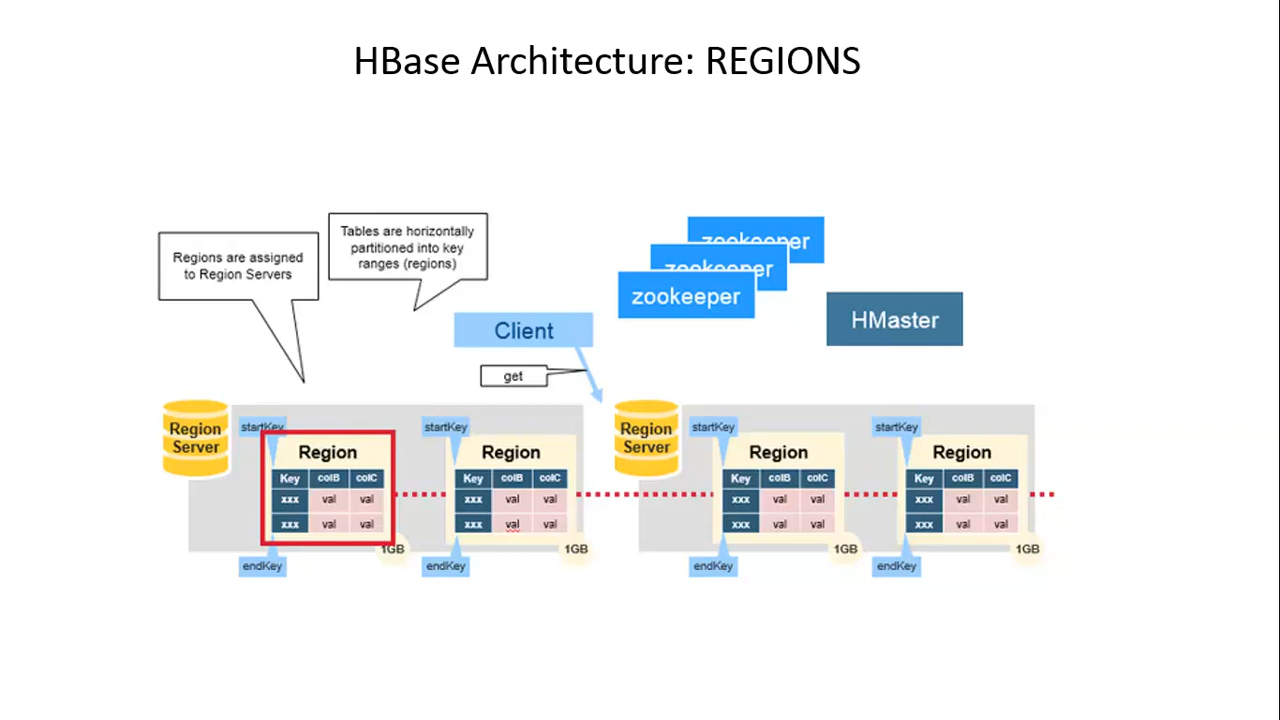 HBase Architecture: REGIONS
Regions are assigned
to Region Servers
Tables are horizontally
partitioned into key
ranges (regions)
zookeeper
zookeeper
zookeeper
HMaster
Client
get
Region
Server
startKey
Region
Key colB colC
xxx val val
xxx val val
1GB
endKey
startKey
Region
Key colB colC
xxx val val
xxx val val
1GB
endKey
Region
Server
startKey
Region
Key colB colC
xxx val val
xxx val val
1GB
endKey
startKey
Region
Key colB colC
xxx val val
xxx val val
1GB
endKey